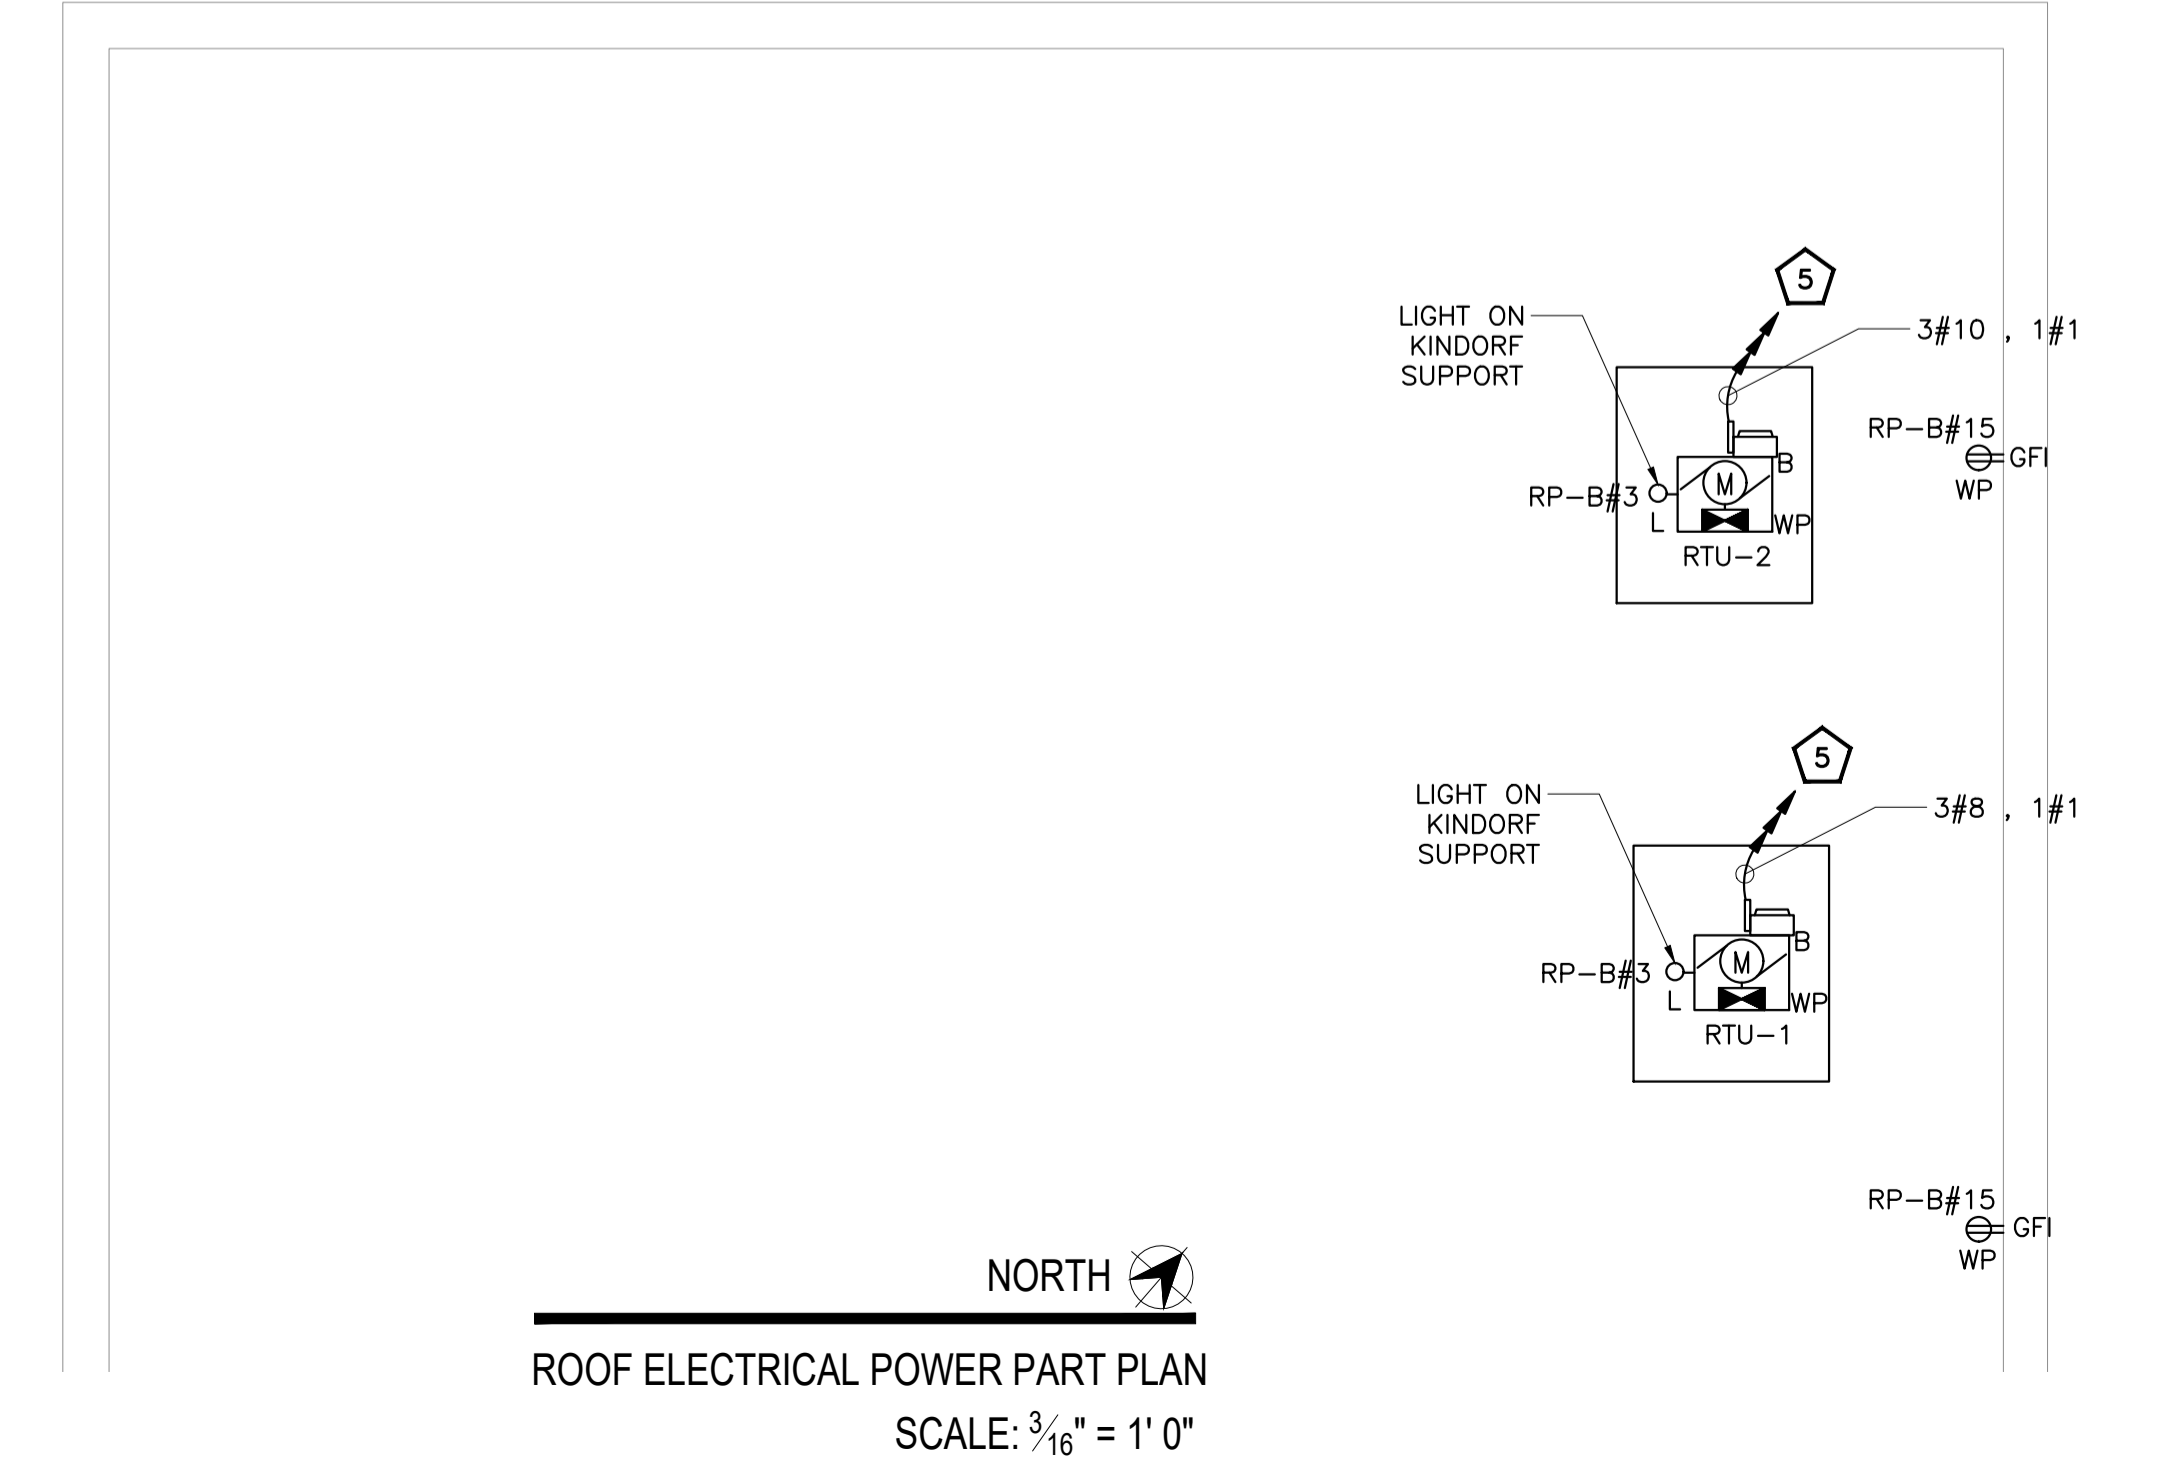 5
LIGHT ON
KINDORF
SUPPORT
3#10 , 1#1
RP-B#15
GFI
WP
B
M
RP-B#3
L
WP
RTU-2
5
LIGHT ON
KINDORF
SUPPORT
3#8 , 1#1
B
M
RP-B#3
L
WP
RTU-1
RP-B#15
GFI
WP
NORTH
ROOF ELECTRICAL POWER PART PLAN
SCALE: 3/16" = 1' 0"